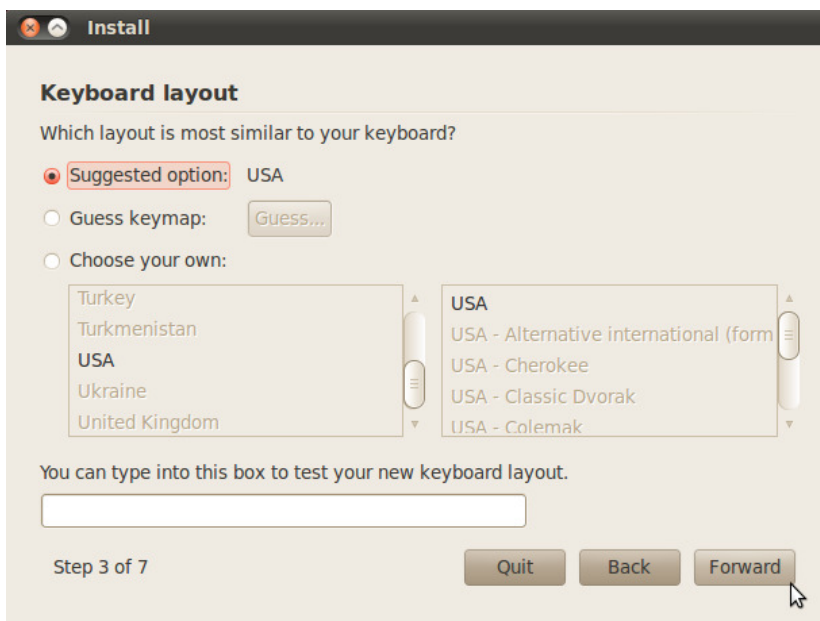 Install
Keyboard layout
Which layout is most similar to your keyboard?
Suggested option: USA
Guess keymap: Guess...
Choose your own:
Turkey
Turkmenistan
USA
Ukraine
United Kingdom
USA
USA - Alternative international (form
USA - Cherokee
USA - Classic Dvorak
USA - Colemak
You can type into this box to test your new keyboard layout.
Step 3 of 7 Quit Back Forward